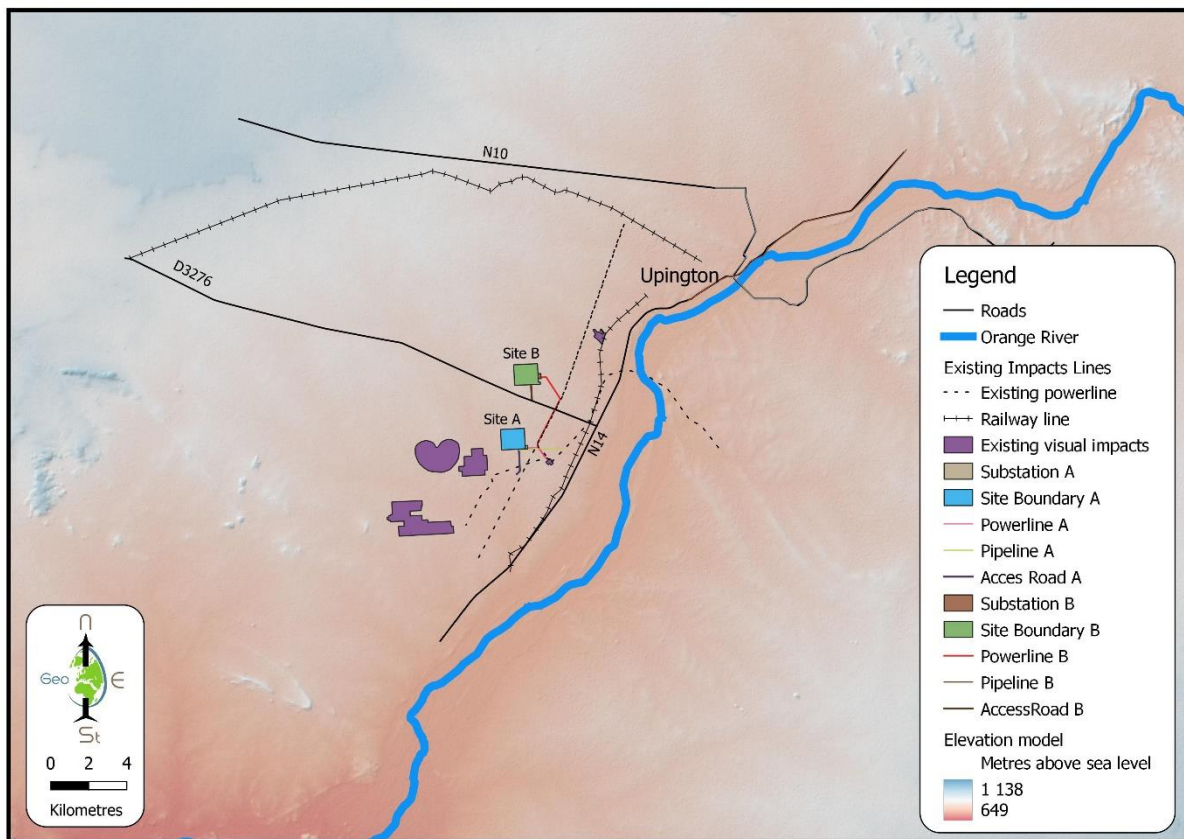 N10
D3276
Upington
Site B
Site A
N14
Legend
Roads
Orange River
Existing Impacts Lines
Existing powerline
Railway line
Existing visual impacts
Substation A
Site Boundary A
Powerline A
Pipeline A
Acces Road A
Substation B
Site Boundary B
Powerline B
Pipeline B
AccessRoad B
Elevation model
Metres above sea level
1 138
649
N
Geo E
St
0 2 4
Kilometres